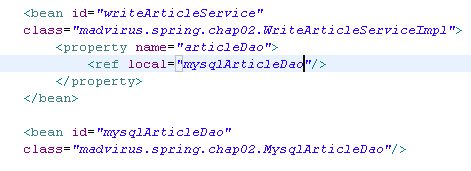 <bean id="writeArticleService"
class="madvirus.spring.chap02.WriteArticleServiceImpl">
<property name="articleDao">
<ref local="mysqlArticleDao"/>
</property>
</bean>
<bean id="mysqlArticleDao"
class="madvirus.spring.chap02.MysqlArticleDao"/>